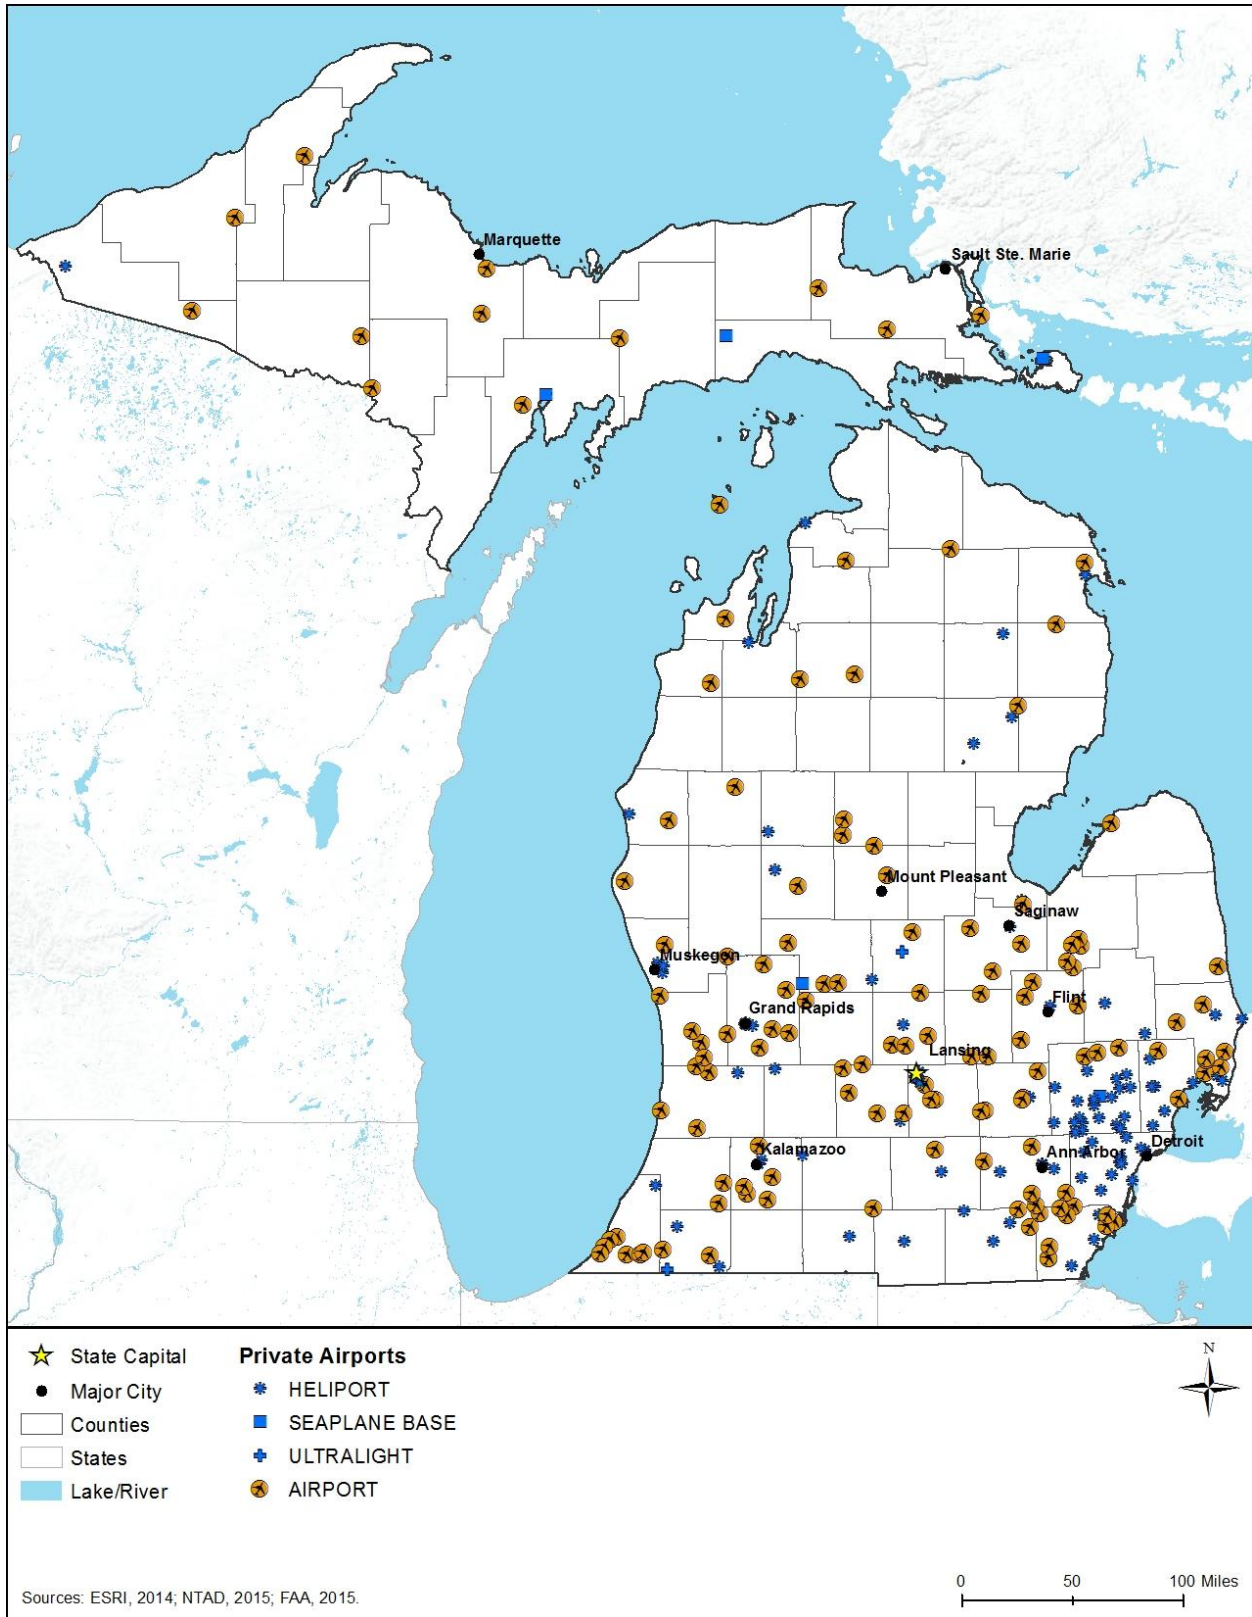 Marquette
Sault Ste. Marie
Mount Pleasant
Saginaw
Muskegon
Grand Rapids
Flint
Lansing
Kalamazoo
Ann Arbor
Detroit
State Capital
Major City
Counties
States
Lake/River
Private Airports
HELIPORT
SEAPLANE BASE
ULTRALIGHT
AIRPORT
N
Sources: ESRI, 2014; NTAD, 2015; FAA, 2015.
0 50 100 Miles